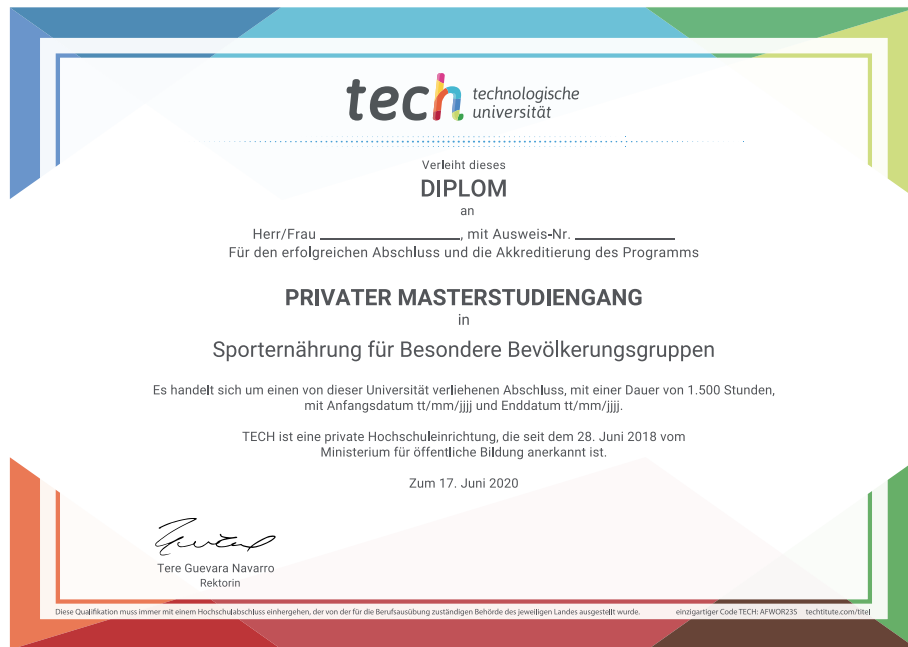 tech technologische
universität
Verleiht dieses
DIPLOM
an
Herr/Frau ____________________, mit Ausweis-Nr. ______________
Für den erfolgreichen Abschluss und die Akkreditierung des Programms
PRIVATER MASTERSTUDIENGANG
in
Sporternährung für Besondere Bevölkerungsgruppen
Es handelt sich um einen von dieser Universität verliehenen Abschluss, mit einer Dauer von 1.500 Stunden,
mit Anfangsdatum tt/mm/jjjj und Enddatum tt/mm/jjjj.
TECH ist eine private Hochschuleinrichtung, die seit dem 28. Juni 2018 vom
Ministerium für öffentliche Bildung anerkannt ist.
Zum 17. Juni 2020
Tere Guevara Navarro
Rektorin
Diese Qualifikation muss immer mit einem Hochschulabschluss einhergehen, der von der für die Berufsausübung zuständigen Behörde des jeweiligen Landes ausgestellt wurde. einzigartiger Code TECH: AFWOR235 techtitute.com/titel